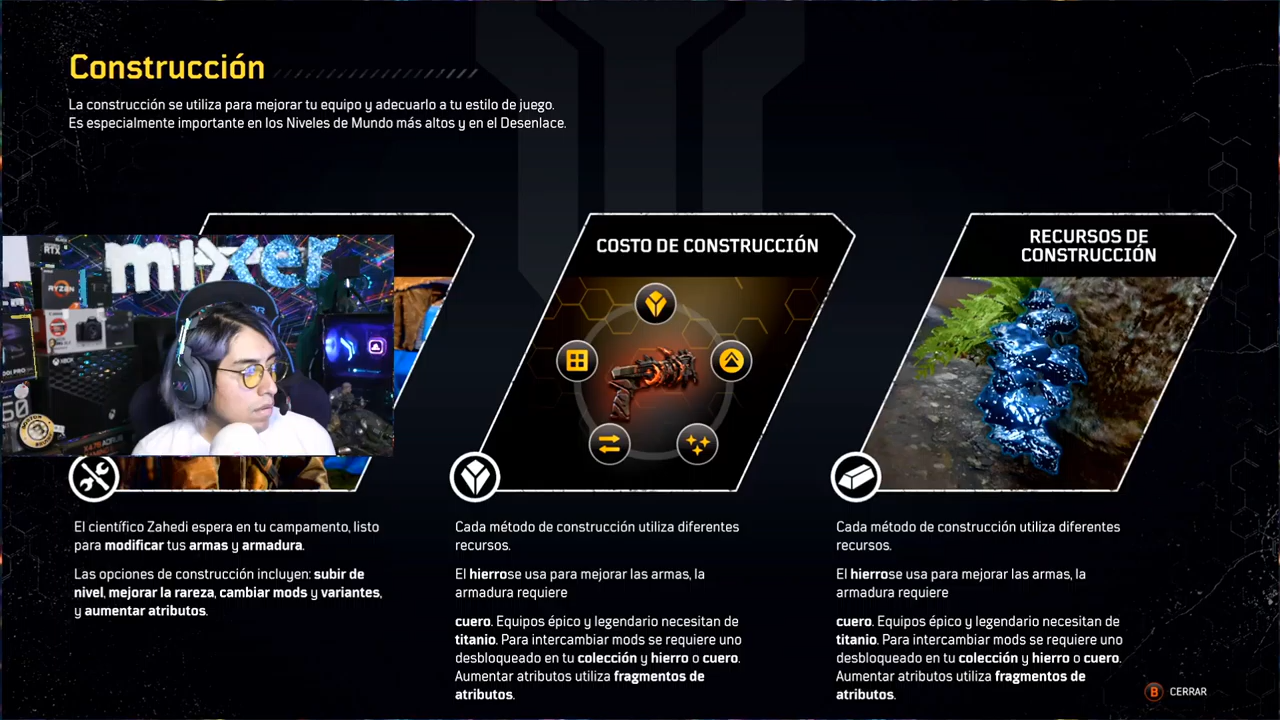 Construcción
La construcción se utiliza para mejorar tu equipo y adecuarlo a tu estilo de juego.
Es especialmente importante en los Niveles de Mundo más altos y en el Desenlace.
mixer
RTX
RYZEN
XBOX
COSTO DE CONSTRUCCIÓN
RECURSOS DE
CONSTRUCCIÓN
El científico Zahedi espera en tu campamento, listo
para modificar tus armas y armadura.
Las opciones de construcción incluyen: subir de
nivel, mejorar la rareza, cambiar mods y variantes,
y aumentar atributos.
Cada método de construcción utiliza diferentes
recursos.
El hierrose usa para mejorar las armas, la
armadura requiere
cuero. Equipos épico y legendario necesitan de
titanio. Para intercambiar mods se requiere uno
desbloqueado en tu colección y hierro o cuero.
Aumentar atributos utiliza fragmentos de
atributos.
Cada método de construcción utiliza diferentes
recursos.
El hierrose usa para mejorar las armas, la
armadura requiere
cuero. Equipos épico y legendario necesitan de
titanio. Para intercambiar mods se requiere uno
desbloqueado en tu colección y hierro o cuero.
Aumentar atributos utiliza fragmentos de
atributos.
B CERRAR